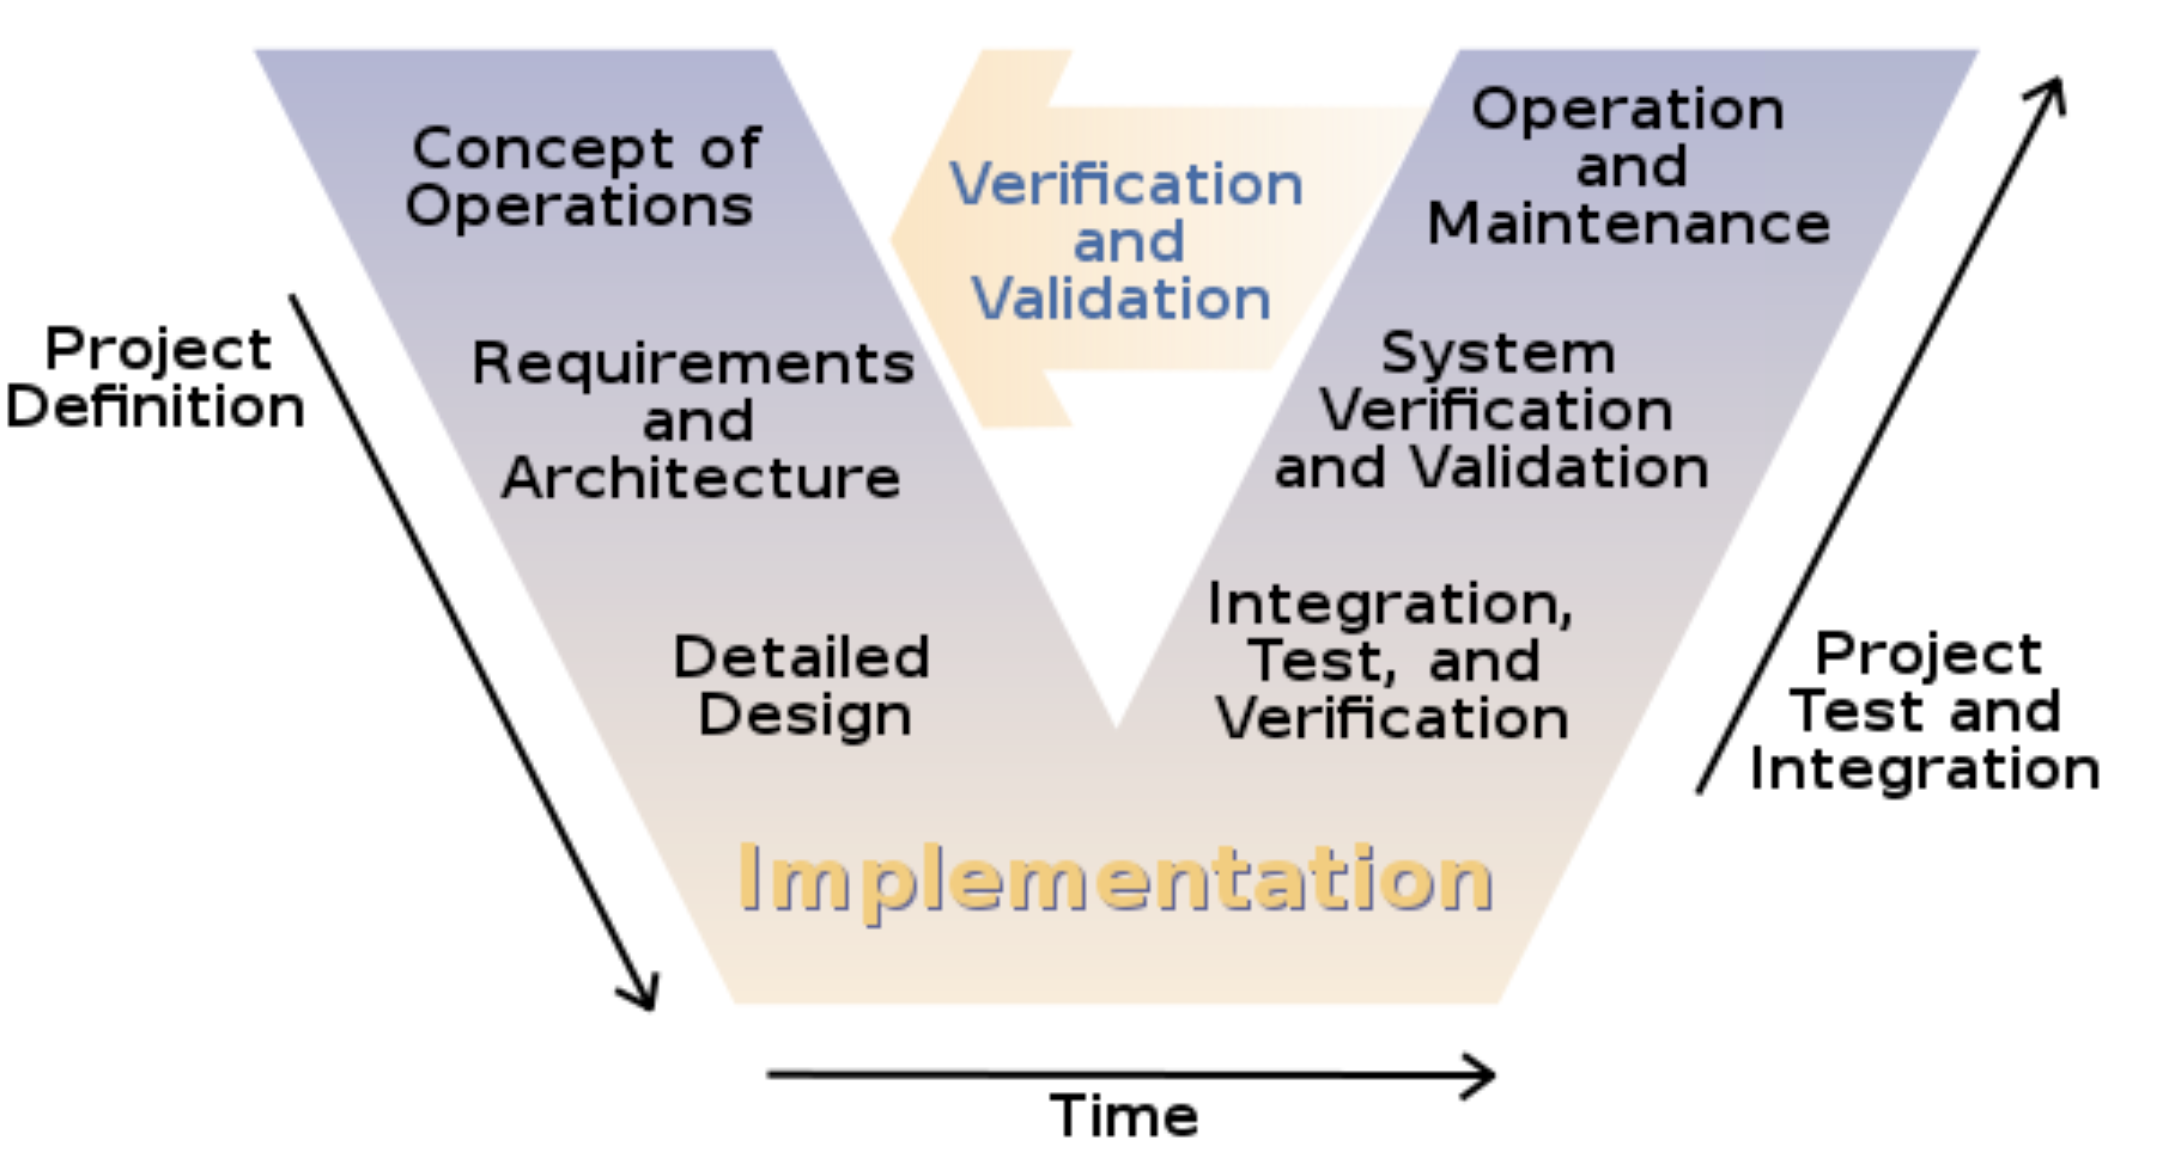 Concept of
Operations
Verification
and
Validation
Operation
and
Maintenance
Project
Definition
Requirements
and
Architecture
System
Verification
and Validation
Detailed
Design
Integration,
Test, and
Verification
Project
Test and
Integration
Implementation
Time